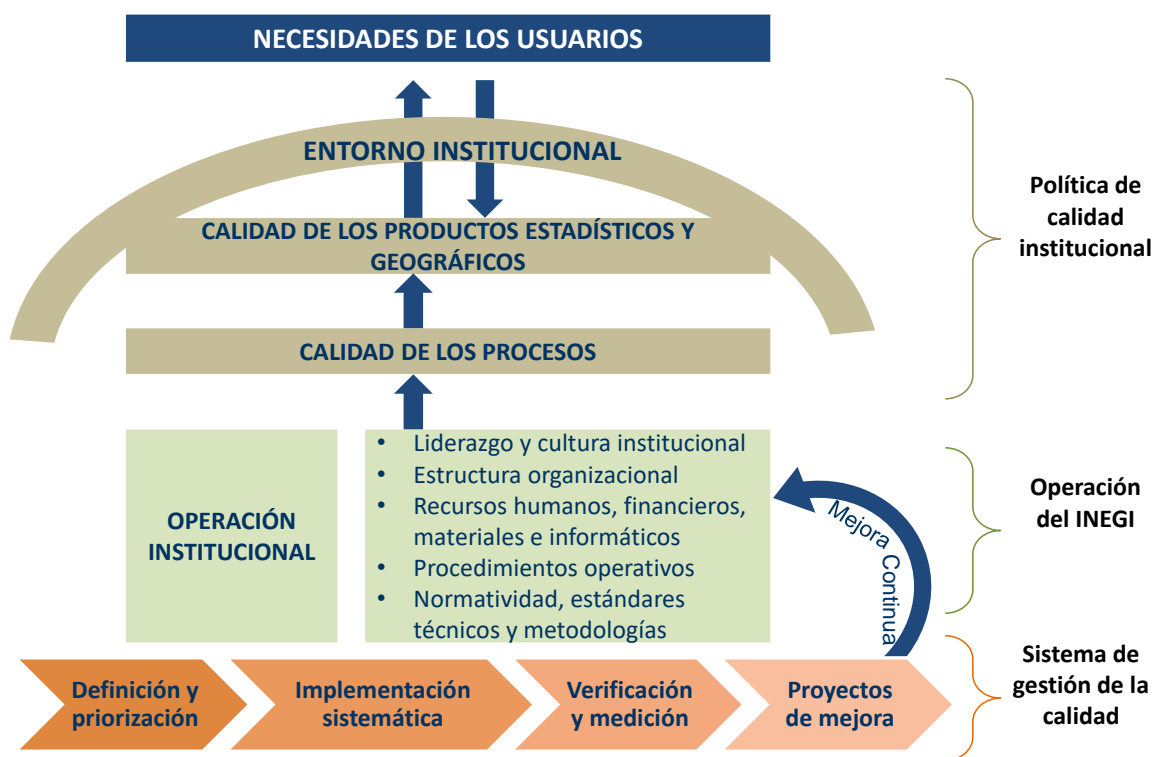 NECESIDADES DE LOS USUARIOS
ENTORNO INSTITUCIONAL
CALIDAD DE LOS PRODUCTOS ESTADÍSTICOS Y
GEOGRÁFICOS
CALIDAD DE LOS PROCESOS
Política de
calidad
institucional
OPERACIÓN
INSTITUCIONAL
• Liderazgo y cultura institucional
• Estructura organizacional
• Recursos humanos, financieros,
materiales e informáticos
• Procedimientos operativos
• Normatividad, estándares
técnicos y metodologías
Mejora Continua
Operación
del INEGI
Definición y
priorización
Implementación
sistemática
Verificación
y medición
Proyectos
de mejora
Sistema de
gestión de la
calidad